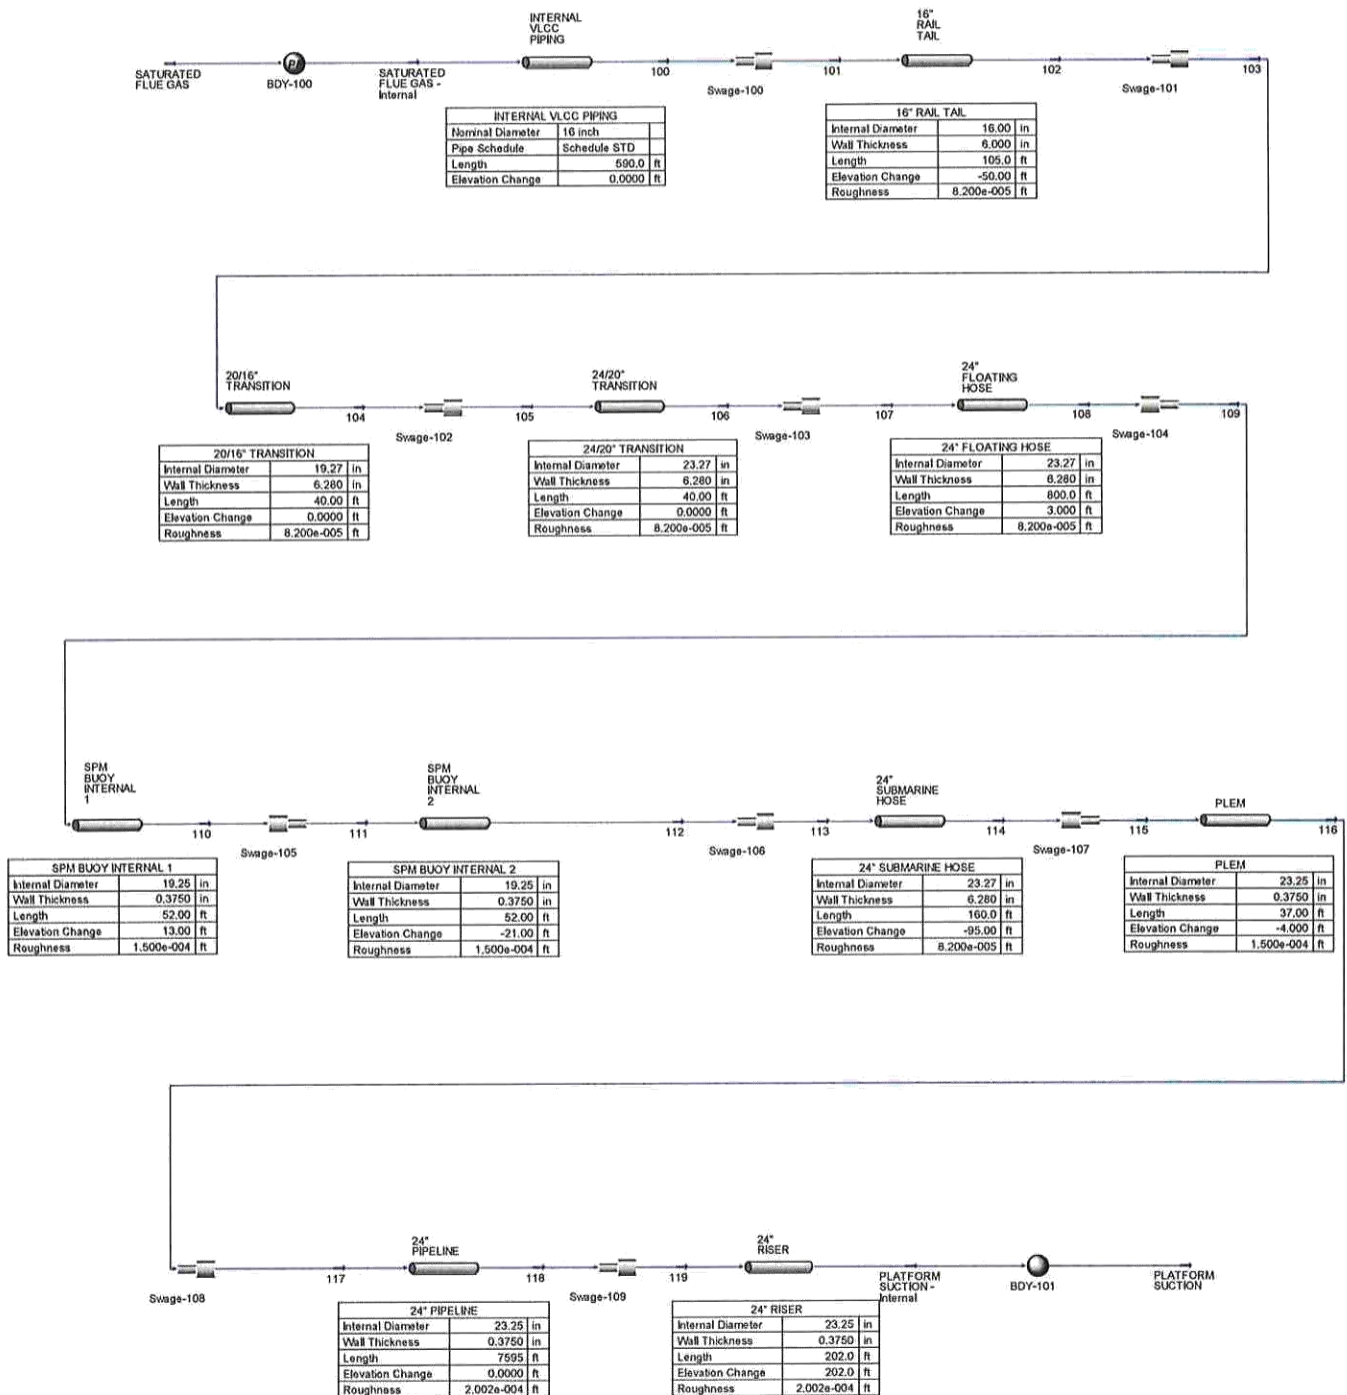 INTERNAL
VLCC
PIPING
16"
RAIL
TAIL
SATURATED
FLUE GAS
BDY-100
SATURATED
FLUE GAS -
Internal
100
Swage-100
101
102
Swage-101
103
INTERNAL VLCC PIPING
Nominal Diameter 16 inch
Pipe Schedule Schedule STD
Length 590.0 ft
Elevation Change 0.0000 ft
16" RAIL TAIL
Internal Diameter 16.00 in
Wall Thickness 6.000 in
Length 105.0 ft
Elevation Change -50.00 ft
Roughness 8.200e-005 ft
20/16"
TRANSITION
24/20"
TRANSITION
24"
FLOATING
HOSE
104
Swage-102
105
106
Swage-103
107
108
Swage-104
109
20/16" TRANSITION
Internal Diameter 19.27 in
Wall Thickness 6.280 in
Length 40.00 ft
Elevation Change 0.0000 ft
Roughness 8.200e-005 ft
24/20" TRANSITION
Internal Diameter 23.27 in
Wall Thickness 6.280 in
Length 40.00 ft
Elevation Change 0.0000 ft
Roughness 8.200e-005 ft
24" FLOATING HOSE
Internal Diameter 23.27 in
Wall Thickness 6.280 in
Length 800.0 ft
Elevation Change 3.000 ft
Roughness 8.200e-005 ft
SPM
BUOY
INTERNAL
1
SPM
BUOY
INTERNAL
2
24"
SUBMARINE
HOSE
PLEM
110
Swage-105
111
112
Swage-106
113
114
Swage-107
115
116
SPM BUOY INTERNAL 1
Internal Diameter 19.25 in
Wall Thickness 0.3750 in
Length 52.00 ft
Elevation Change 13.00 ft
Roughness 1.500e-004 ft
SPM BUOY INTERNAL 2
Internal Diameter 19.25 in
Wall Thickness 0.3750 in
Length 52.00 ft
Elevation Change -21.00 ft
Roughness 1.500e-004 ft
24" SUBMARINE HOSE
Internal Diameter 23.27 in
Wall Thickness 6.280 in
Length 160.0 ft
Elevation Change -95.00 ft
Roughness 8.200e-005 ft
PLEM
Internal Diameter 23.25 in
Wall Thickness 0.3750 in
Length 37.00 ft
Elevation Change -4.000 ft
Roughness 1.500e-004 ft
24"
PIPELINE
24"
RISER
Swage-108
117
118
Swage-109
119
PLATFORM
SUCTION -
Internal
BDY-101
PLATFORM
SUCTION
24" PIPELINE
Internal Diameter 23.25 in
Wall Thickness 0.3750 in
Length 7595 ft
Elevation Change 0.0000 ft
Roughness 2.002e-004 ft
24" RISER
Internal Diameter 23.25 in
Wall Thickness 0.3750 in
Length 202.0 ft
Elevation Change 202.0 ft
Roughness 2.002e-004 ft